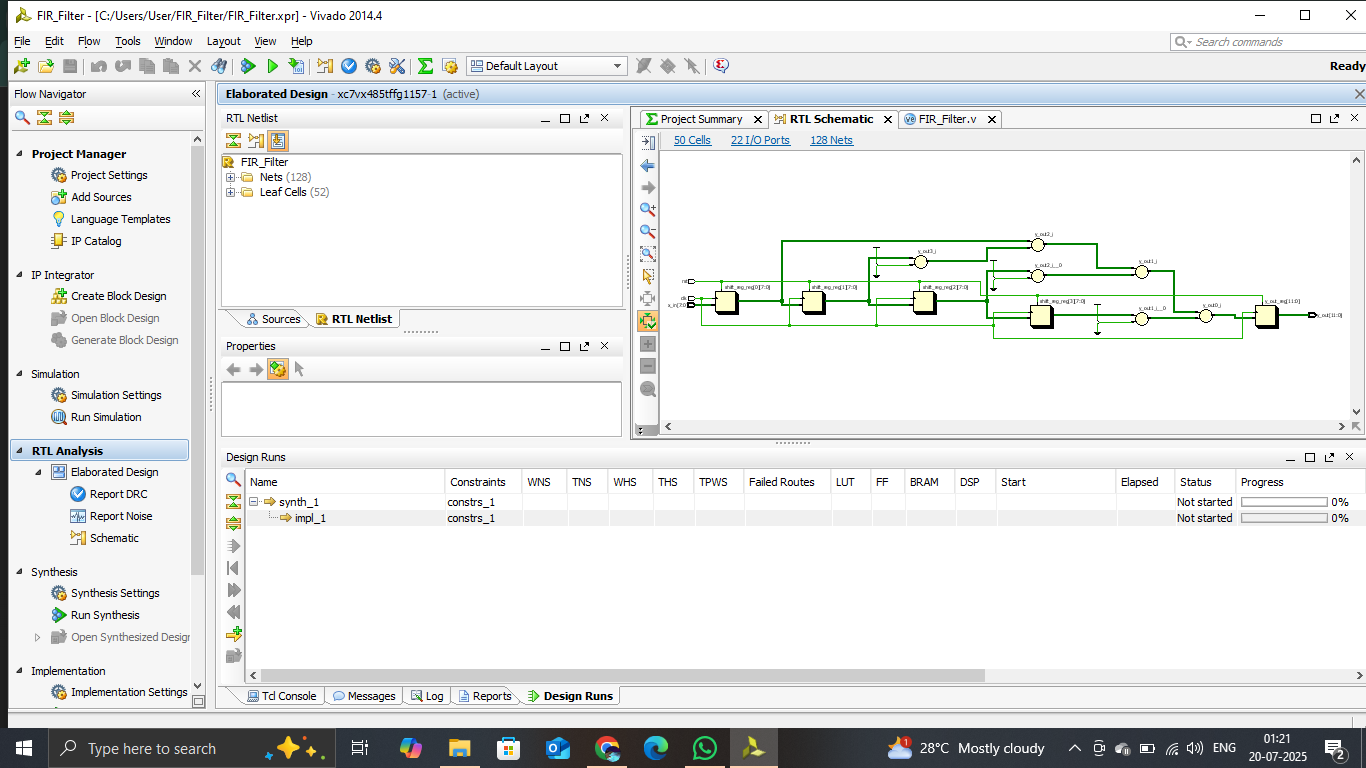 FIR_Filter - [C:/Users/User/FIR_Filter/FIR_Filter.xpr] - Vivado 2014.4
File Edit Flow Tools Window Layout View Help
Search commands
Default Layout
Ready
Flow Navigator
Project Manager
Project Settings
Add Sources
Language Templates
IP Catalog
IP Integrator
Create Block Design
Open Block Design
Generate Block Design
Simulation
Simulation Settings
Run Simulation
RTL Analysis
Elaborated Design
Report DRC
Report Noise
Schematic
Synthesis
Synthesis Settings
Run Synthesis
Open Synthesized Design
Implementation
Implementation Settings
Elaborated Design - xc7vx485tffg1157-1 (active)
RTL Netlist
FIR_Filter
Nets (128)
Leaf Cells (52)
Sources RTL Netlist
Properties
Project Summary RTL Schematic FIR_Filter.v
50 Cells 22 I/O Ports 128 Nets
y_out2_i
y_out3_i
y_out2_i__0
y_out1_i
shift_reg_reg[0][7:0] shift_reg_reg[1][7:0] shift_reg_reg[2][7:0]
shift_reg_reg[3][7:0] y_out1_i__0 y_out0_i y_out_reg[11:0]
clk
x_in[7:0]
y_out[11:0]
Design Runs
Name Constraints WNS TNS WHS THS TPWS Failed Routes LUT FF BRAM DSP Start Elapsed Status Progress
synth_1 constrs_1 Not started 0%
impl_1 constrs_1 Not started 0%
Tcl Console Messages Log Reports Design Runs
Type here to search
1
28°C Mostly cloudy
ENG
01:21
20-07-2025
2